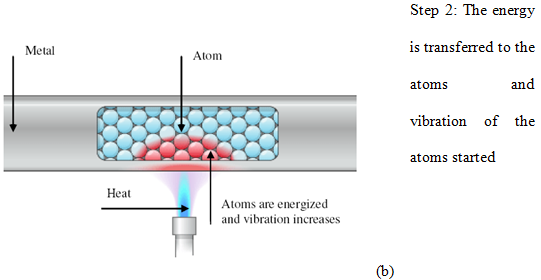 Metal
Atom
Heat
Atoms are energized
and vibration increases
(b)
Step 2: The energy
is transferred to the
atoms and
vibration of the
atoms started